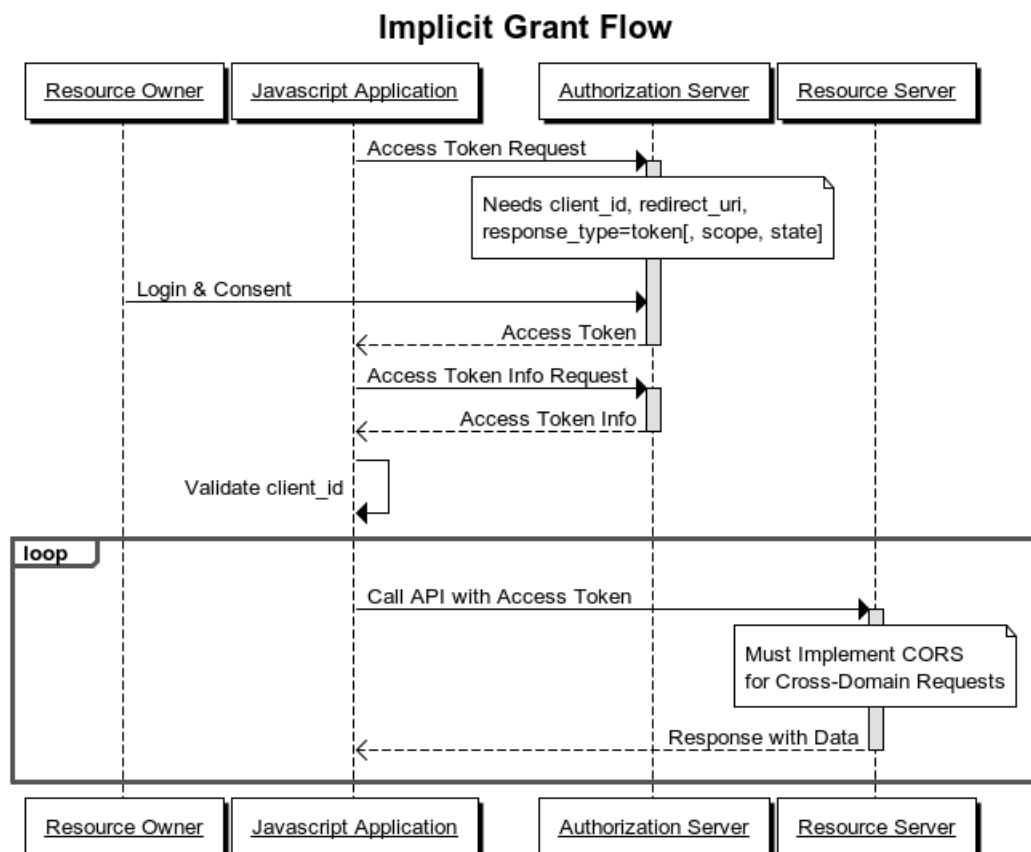 Implicit Grant Flow
Resource Owner
Javascript Application
Authorization Server
Resource Server
Access Token Request
Needs client_id, redirect_uri,
response_type=token[, scope, state]
Login & Consent
Access Token
Access Token Info Request
Access Token Info
Validate client_id
loop
Call API with Access Token
Must Implement CORS
for Cross-Domain Requests
Response with Data
Resource Owner
Javascript Application
Authorization Server
Resource Server